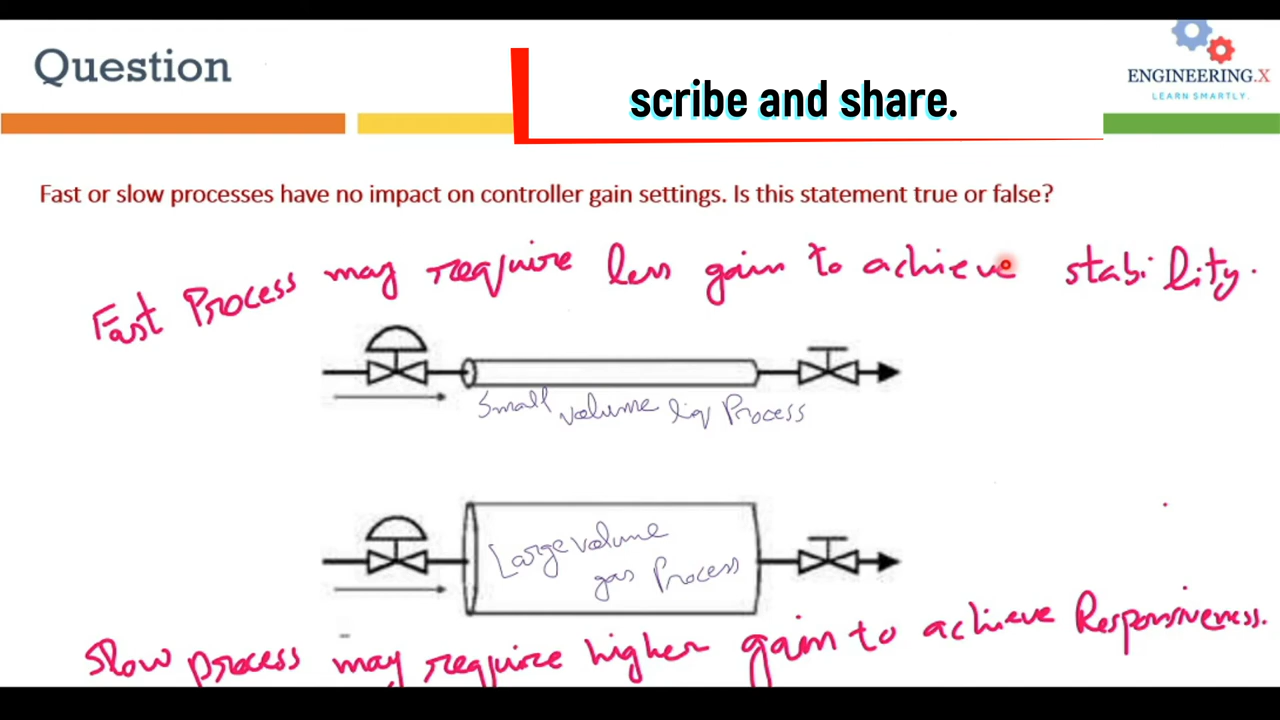 Question
scribe and share.
ENGINEERING.X
LEARN SMARTLY.
Fast or slow processes have no impact on controller gain settings. Is this statement true or false?
Fast Process may require less gain to achieve stability.
Small volume liq Process
Large volume
gas Process
Slow process may require higher gain to achieve Responsiveness.